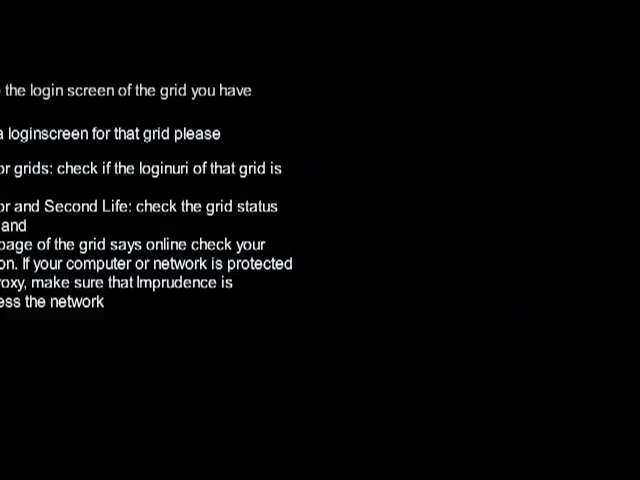 the login screen of the grid you have
a loginscreen for that grid please
or grids: check if the loginuri of that grid is
or and Second Life: check the grid status
and
page of the grid says online check your
on. If your computer or network is protected
roxy, make sure that Imprudence is
ess the network